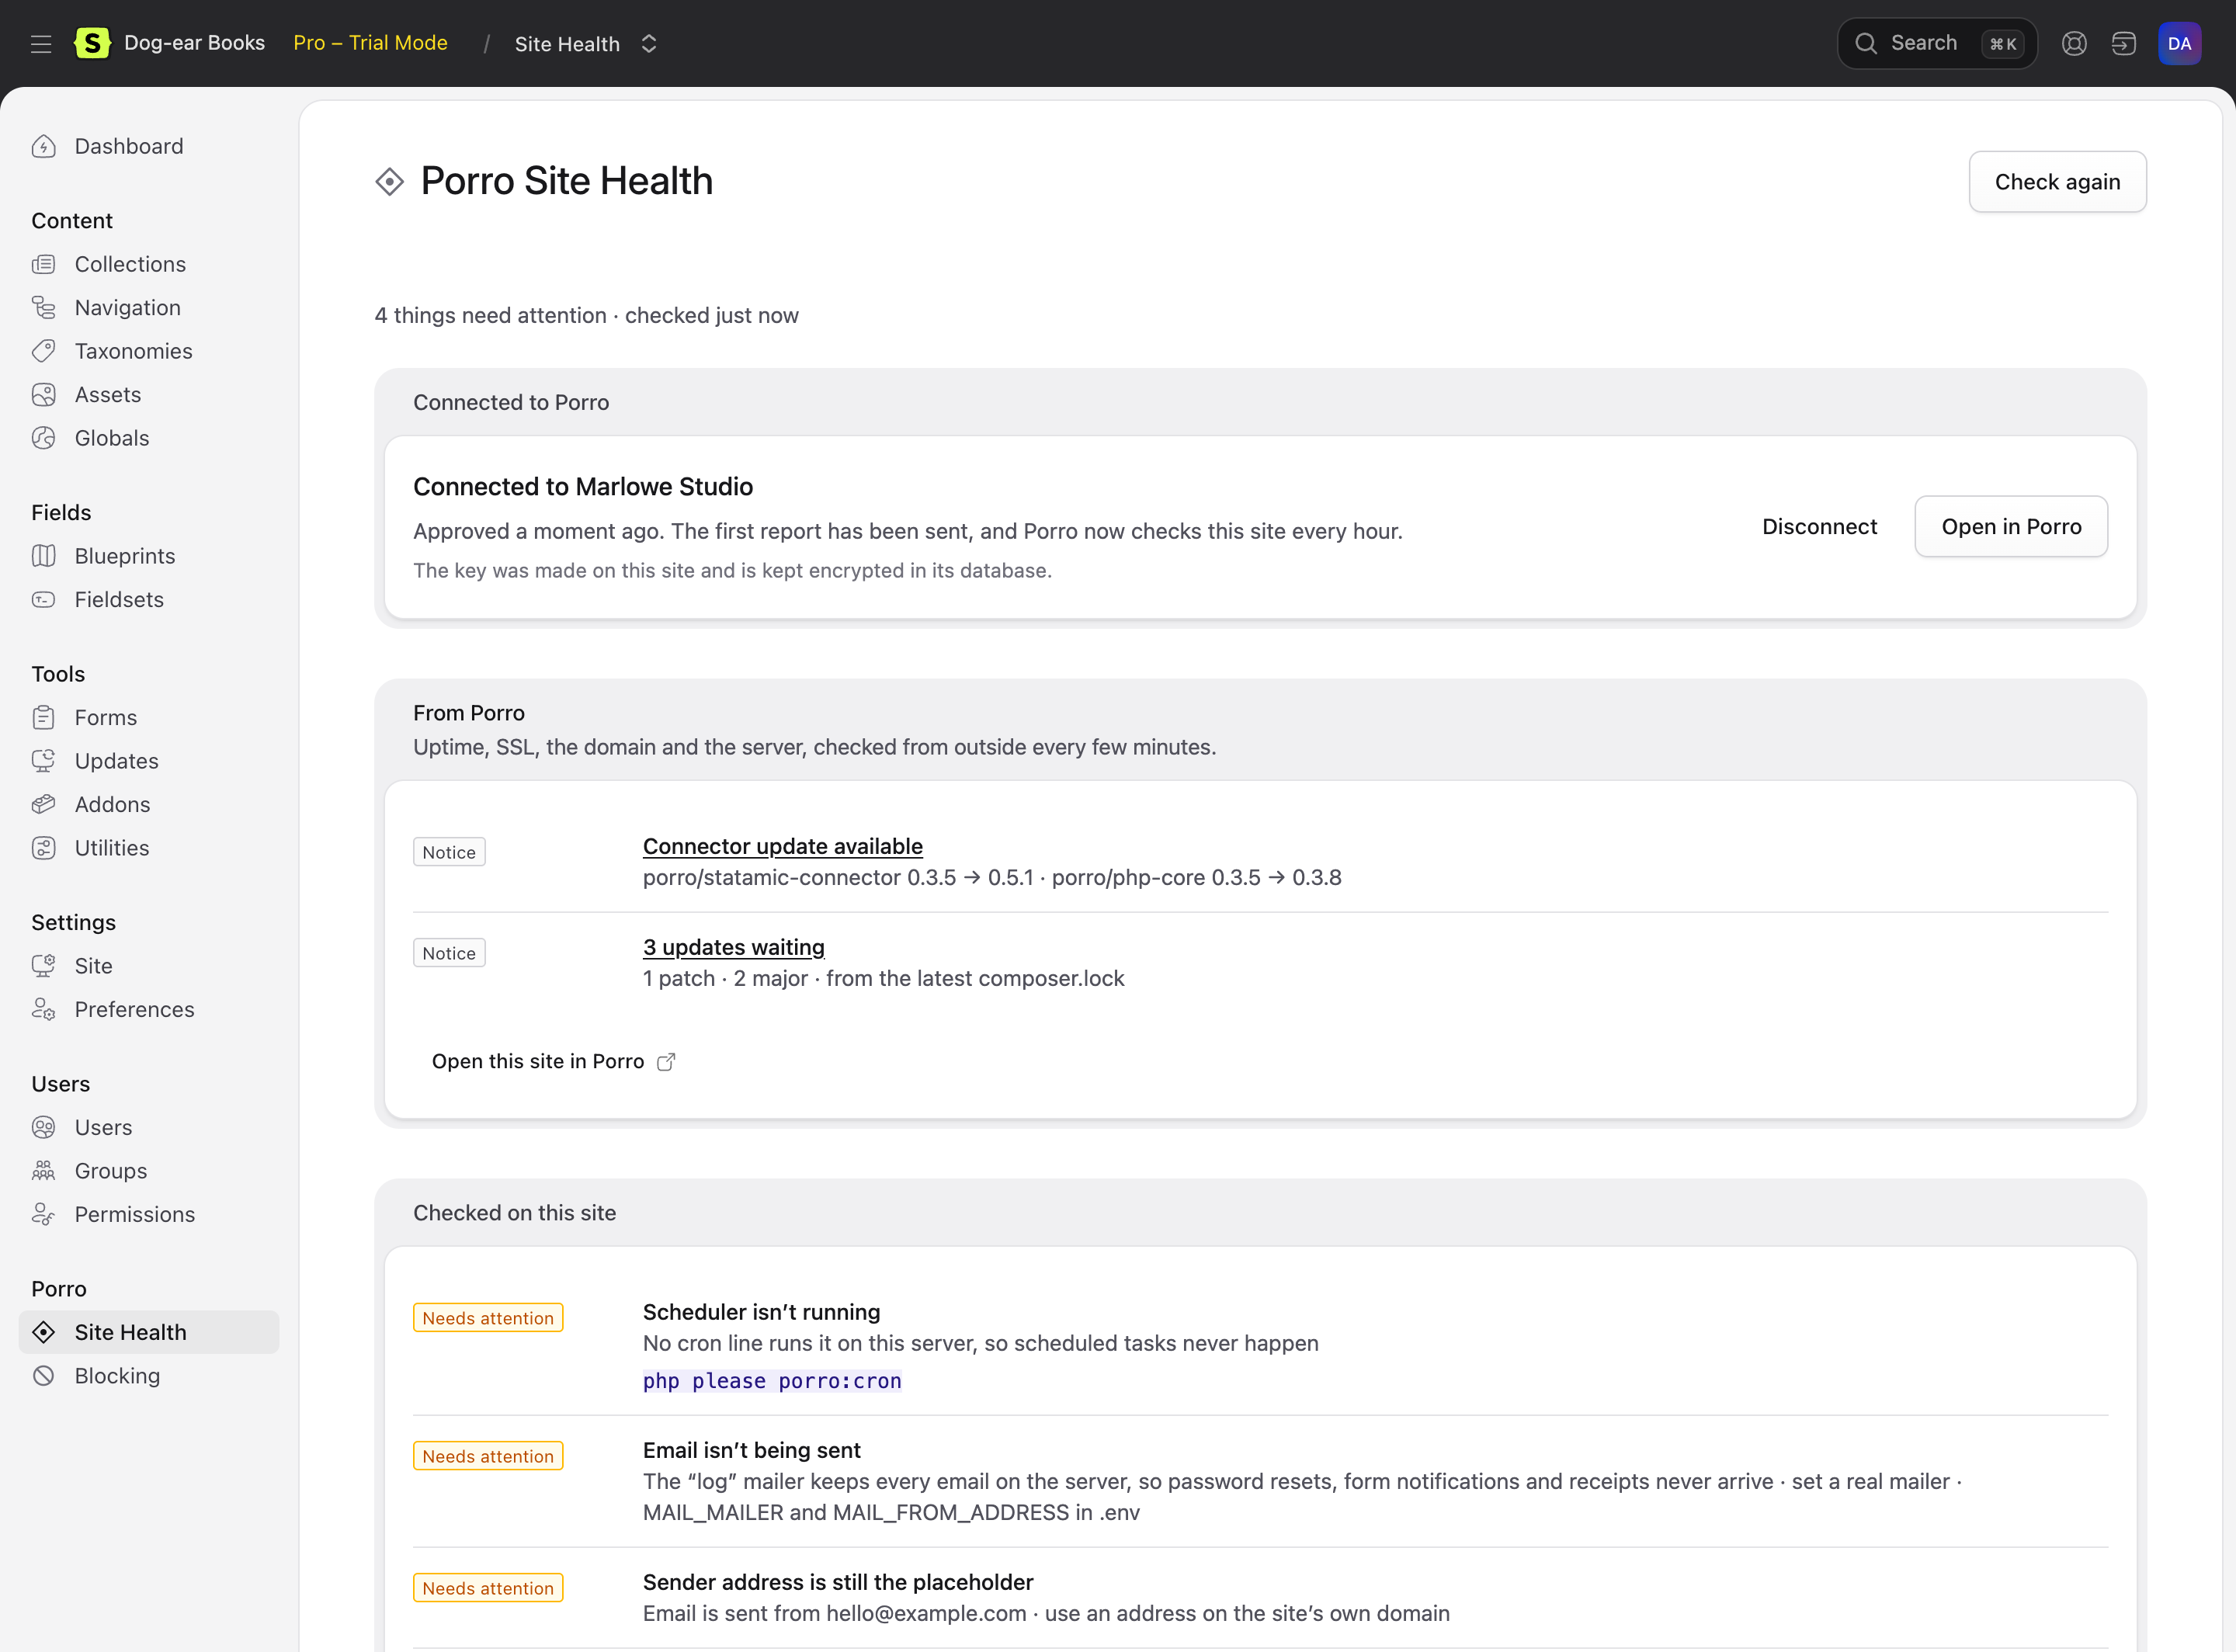 S Dog-ear Books Pro – Trial Mode / Site Health
Search ⌘K
DA
Dashboard
Content
Collections
Navigation
Taxonomies
Assets
Globals
Fields
Blueprints
Fieldsets
Tools
Forms
Updates
Addons
Utilities
Settings
Site
Preferences
Users
Users
Groups
Permissions
Porro
Site Health
Blocking
Porro Site Health
Check again
4 things need attention · checked just now
Connected to Porro
Connected to Marlowe Studio
Approved a moment ago. The first report has been sent, and Porro now checks this site every hour.
The key was made on this site and is kept encrypted in its database.
Disconnect
Open in Porro
From Porro
Uptime, SSL, the domain and the server, checked from outside every few minutes.
Notice
Connector update available
porro/statamic-connector 0.3.5 → 0.5.1 · porro/php-core 0.3.5 → 0.3.8
Notice
3 updates waiting
1 patch · 2 major · from the latest composer.lock
Open this site in Porro
Checked on this site
Needs attention
Scheduler isn’t running
No cron line runs it on this server, so scheduled tasks never happen
php please porro:cron
Needs attention
Email isn’t being sent
The “log” mailer keeps every email on the server, so password resets, form notifications and receipts never arrive · set a real mailer ·
MAIL_MAILER and MAIL_FROM_ADDRESS in .env
Needs attention
Sender address is still the placeholder
Email is sent from hello@example.com · use an address on the site’s own domain